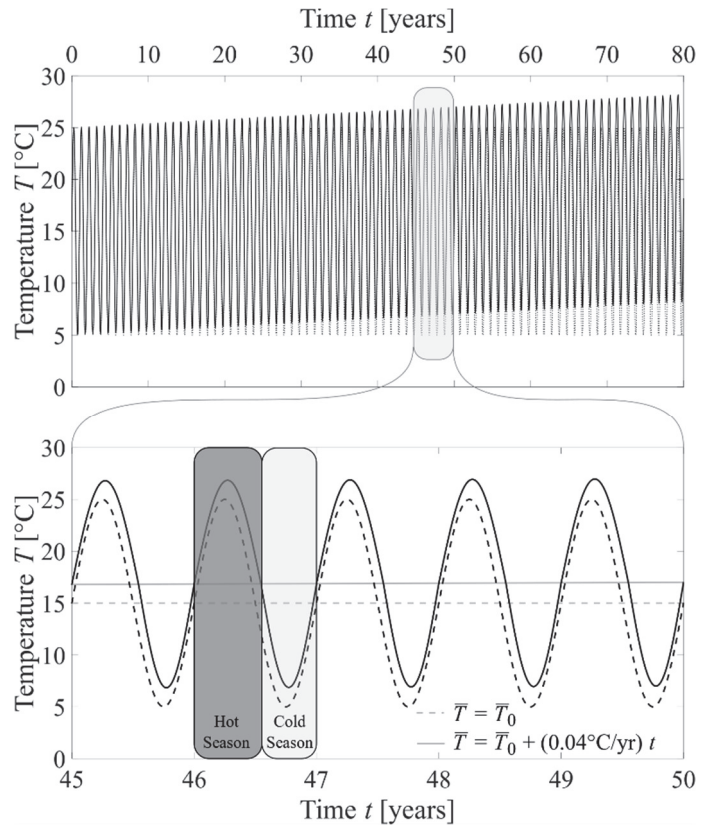 Time t [years]
0 10 20 30 40 50 60 70 80
30
25
20
15
10
5
0
Temperature T [°C]
30
25
20
15
10
5
0
Temperature T [°C]
Hot
Season
Cold
Season
T̅ = T̅₀
T̅ = T̅₀ + (0.04°C/yr) t
45 46 47 48 49 50
Time t [years]